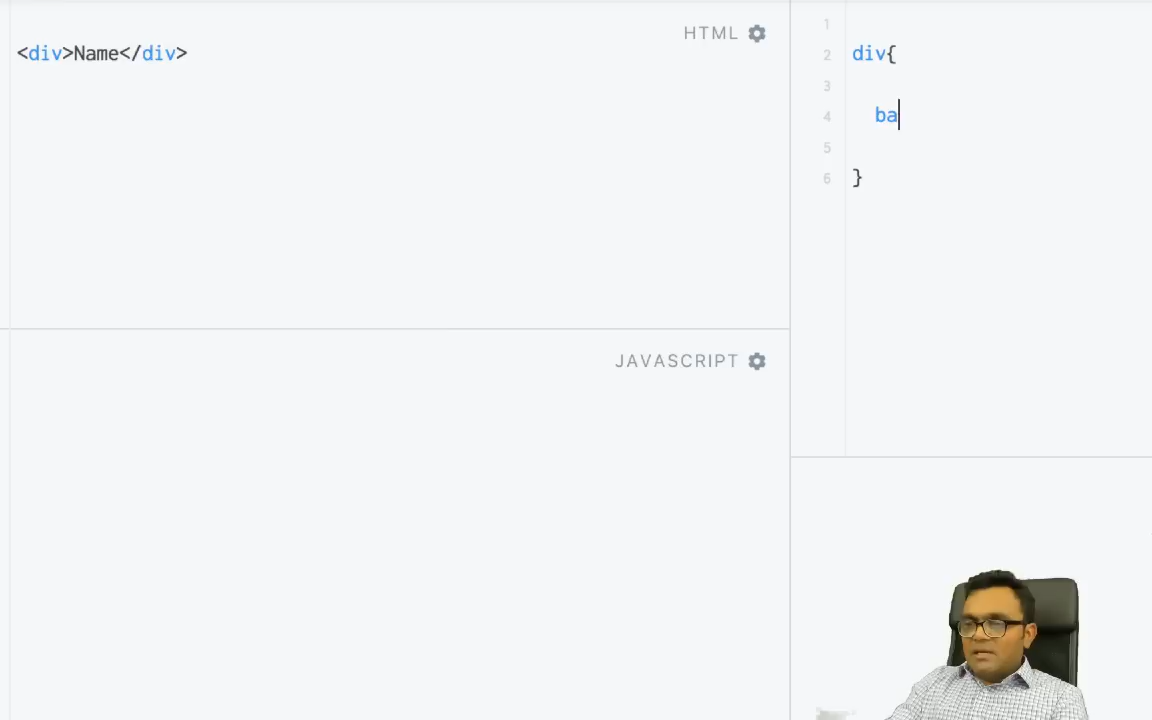 HTML
<div>Name</div>
JAVASCRIPT
1
2 div{
3
4 ba
5
6 }